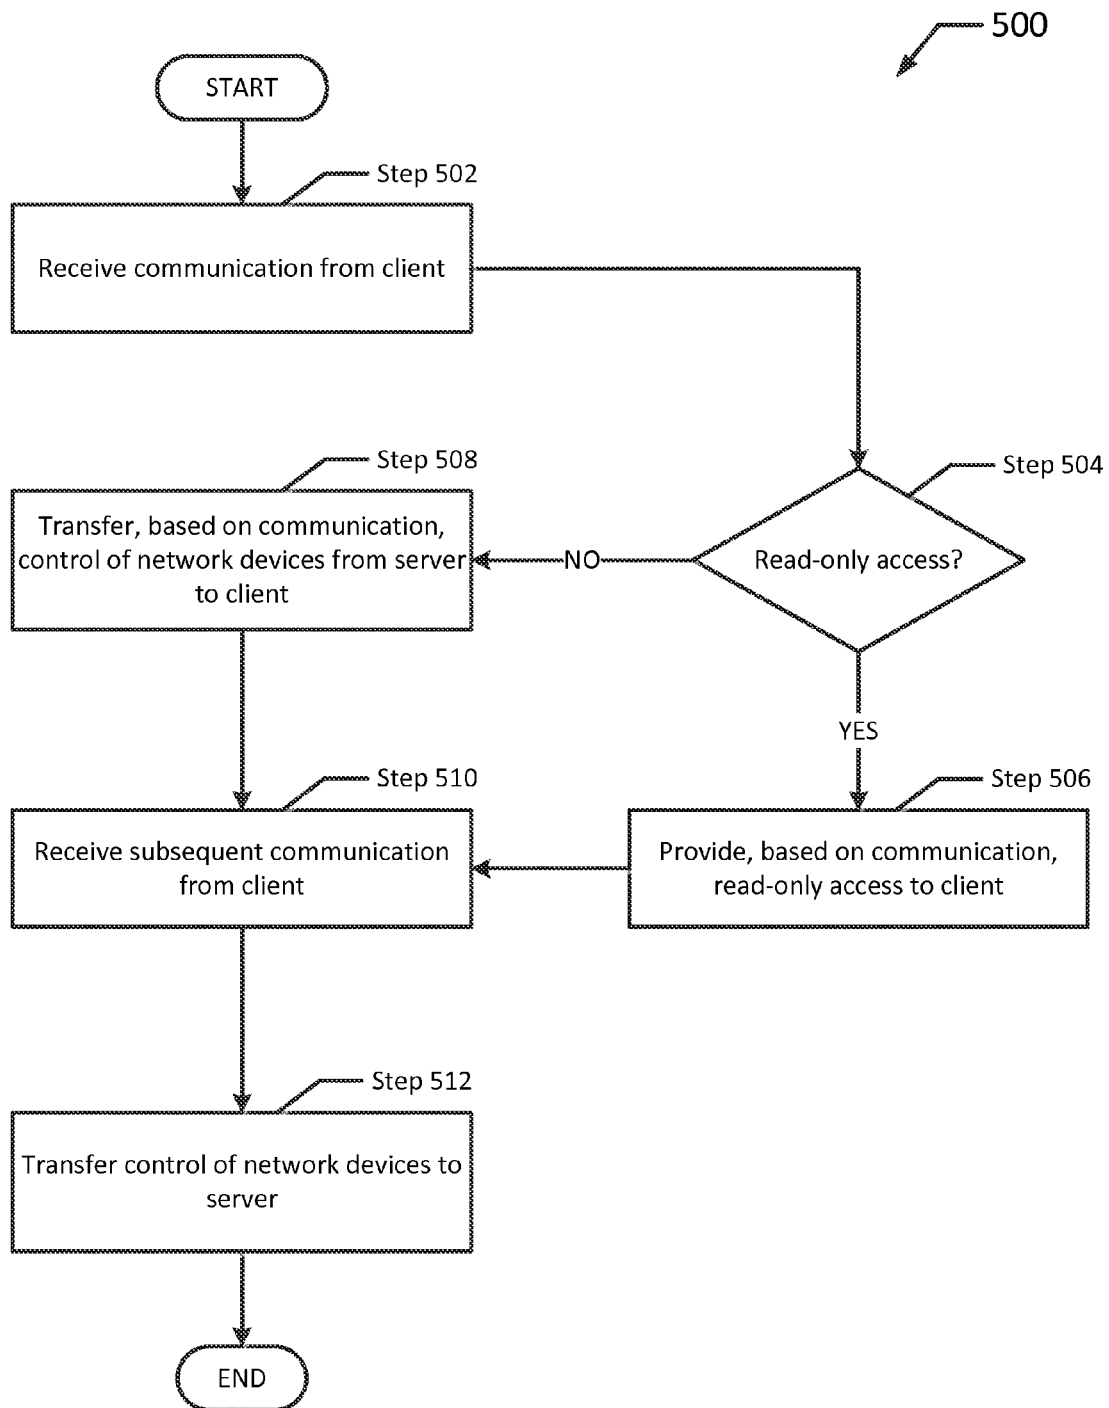 500
START
Step 502
Receive communication from client
Step 508
Transfer, based on communication,
control of network devices from server
to client
NO
Step 504
Read-only access?
YES
Step 510
Receive subsequent communication
from client
Step 506
Provide, based on communication,
read-only access to client
Step 512
Transfer control of network devices to
server
END